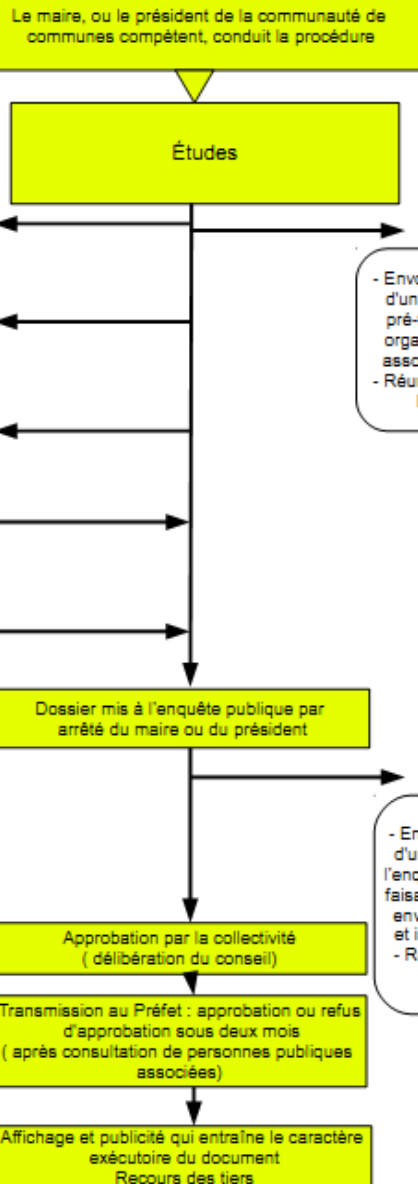 Le maire, ou le président de la communauté de
communes compétent, conduit la procédure
Études
- Envo
d'un
pré-
orga
asso
- Réu
Dossier mis à l'enquête publique par
arrêté du maire ou du président
- En
d'u
l'enq
faisa
env
et i
- R
Approbation par la collectivité
( délibération du conseil)
Transmission au Préfet : approbation ou refus
d'approbation sous deux mois
( après consultation de personnes publiques
associées)
Affichage et publicité qui entraîne le caractère
exécutoire du document
Recours des tiers